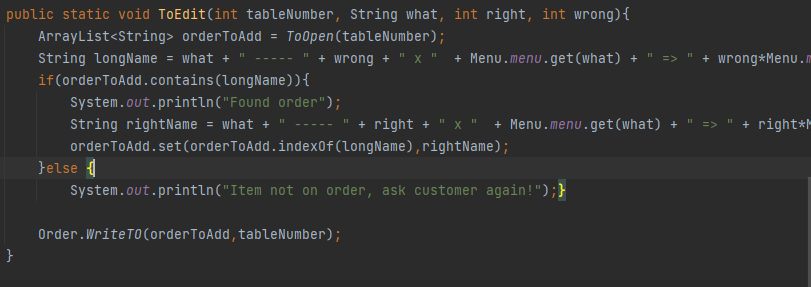 public static void ToEdit(int tableNumber, String what, int right, int wrong){
ArrayList<String> orderToAdd = ToOpen(tableNumber);
String longName = what + " ----- " + wrong + " x "  + Menu.menu.get(what) + " => " + wrong*Menu.m
if(orderToAdd.contains(longName)){
System.out.println("Found order");
String rightName = what + " ----- " + right + " x "  + Menu.menu.get(what) + " => " + right*M
orderToAdd.set(orderToAdd.indexOf(longName),rightName);
}else {
System.out.println("Item not on order, ask customer again!");}
Order.WriteTO(orderToAdd,tableNumber);
}